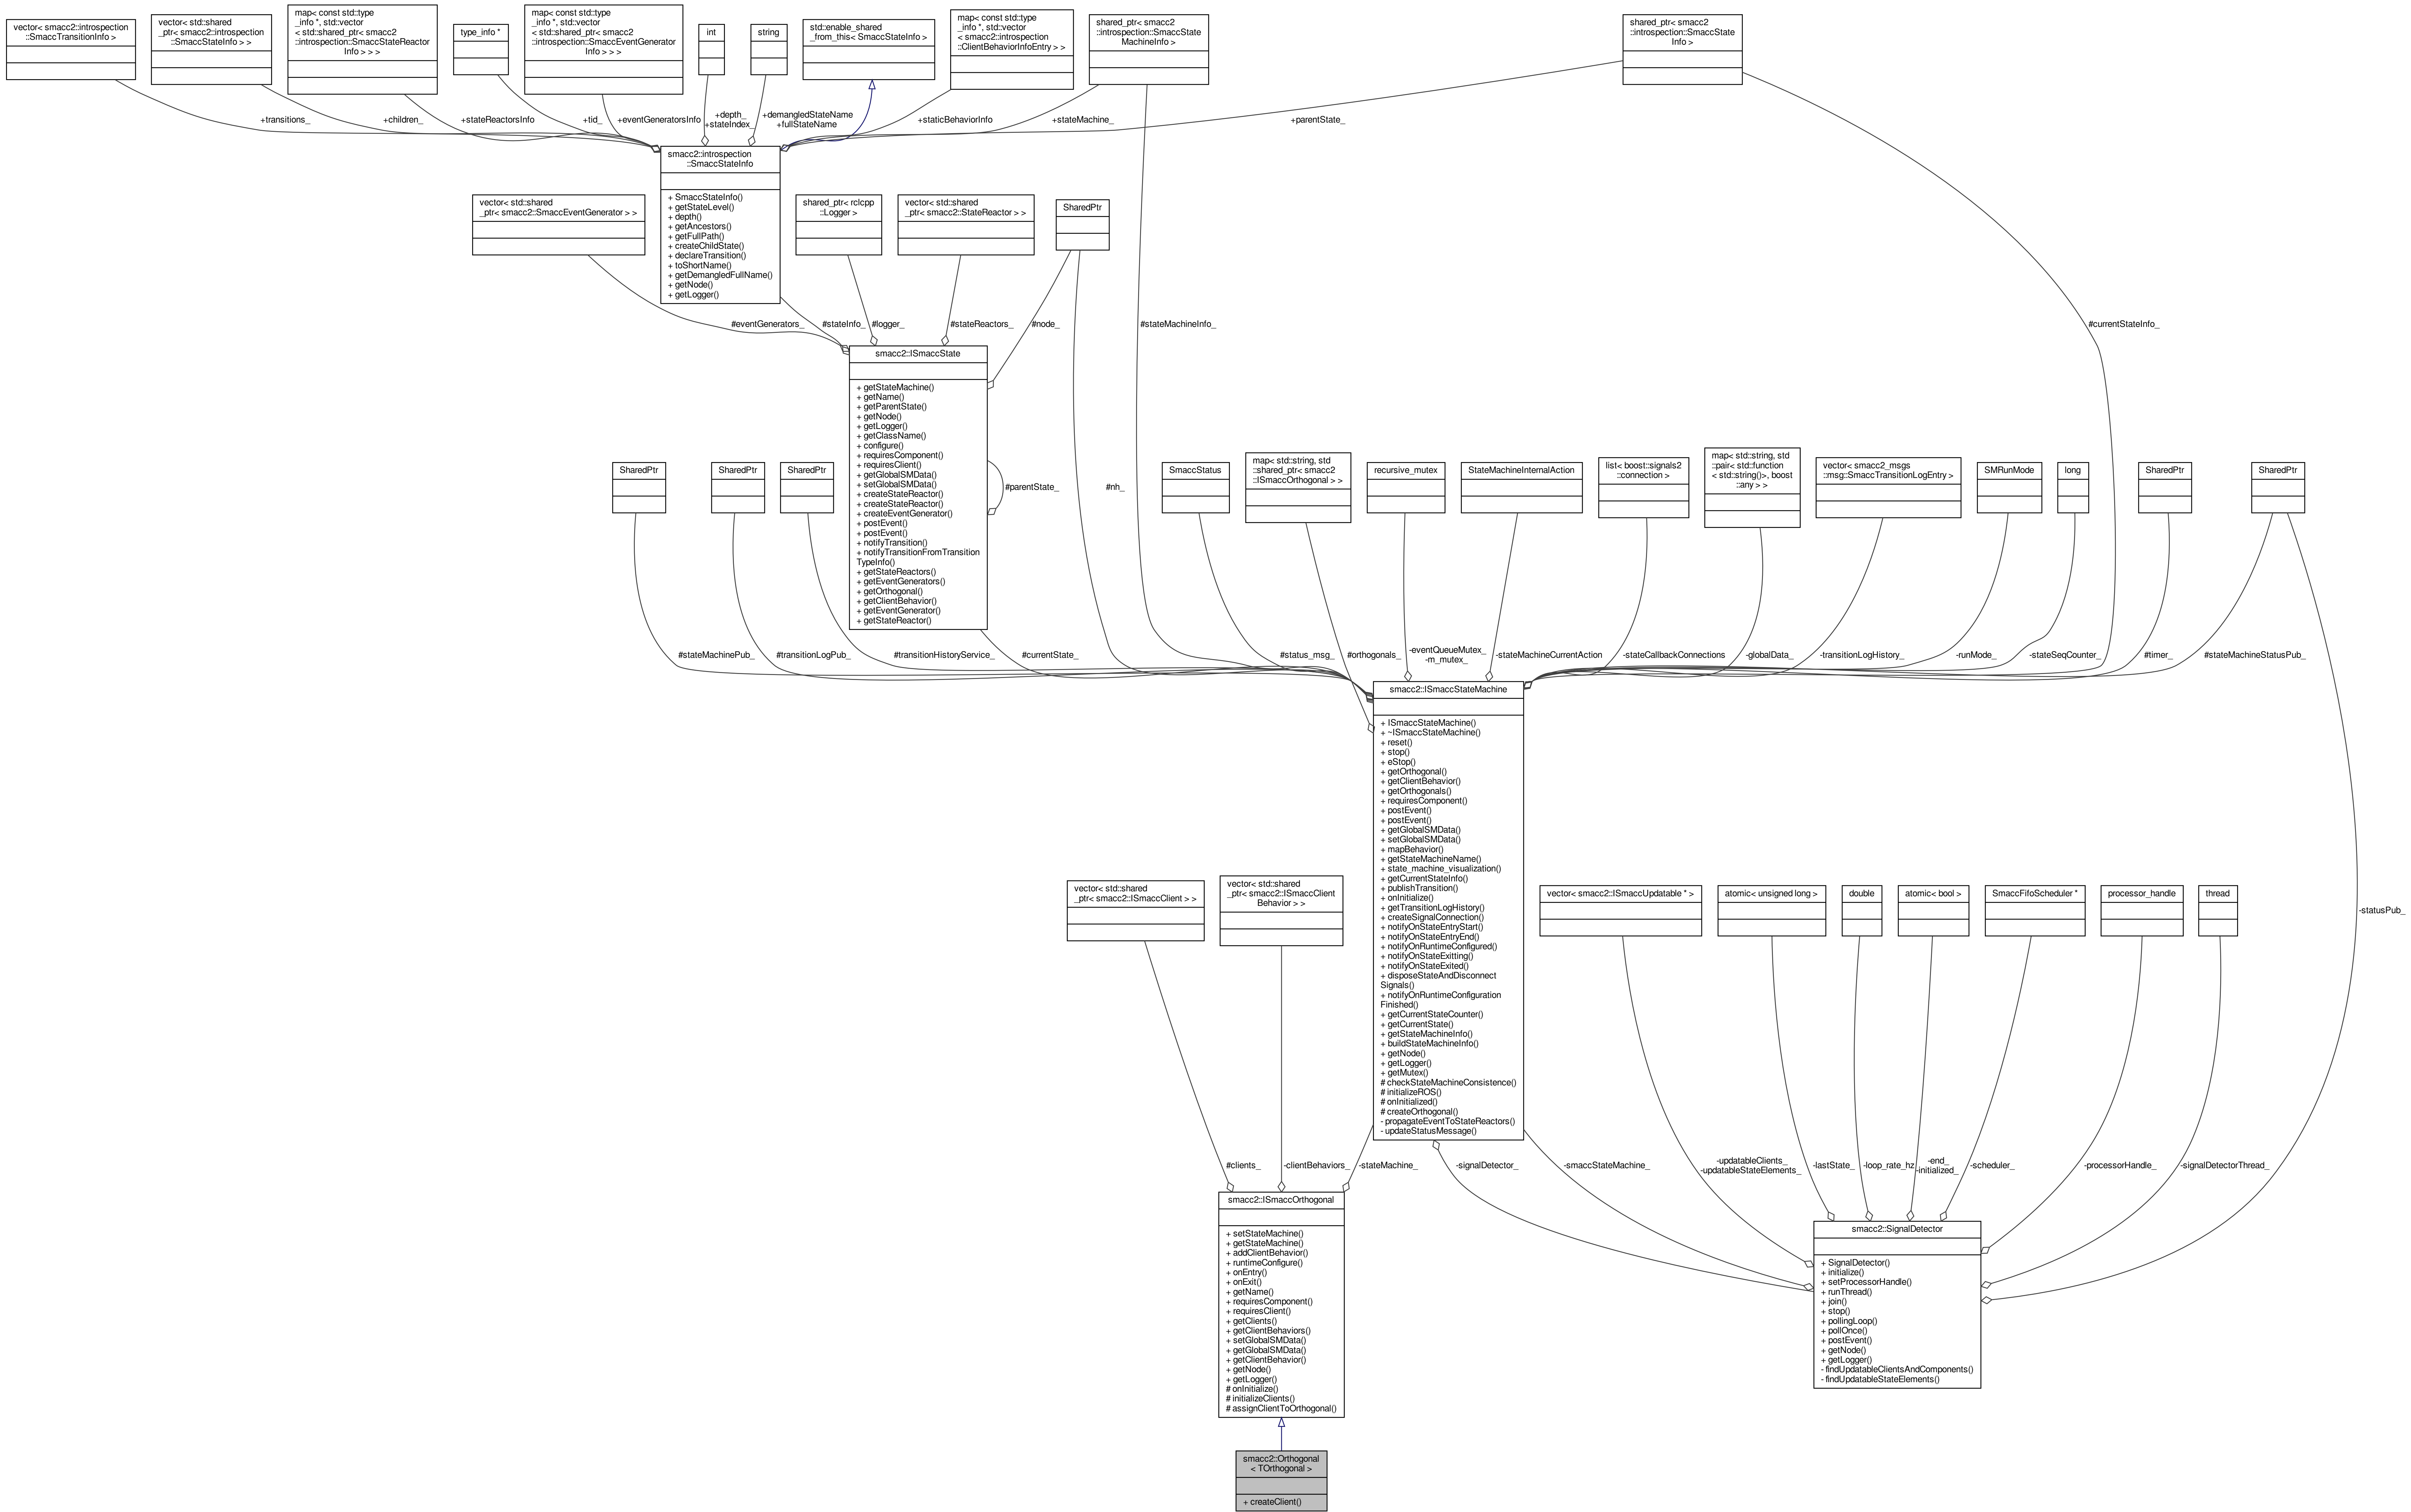 vector< smacc2::introspection
::SmaccTransitionInfo >
vector< std::shared
_ptr< smacc2::introspection
::SmaccStateInfo > >
map< const std::type
_info *, std::vector
< std::shared_ptr< smacc2
::introspection::SmaccStateReactor
Info > > >
type_info *
map< const std::type
_info *, std::vector
< std::shared_ptr< smacc2
::introspection::SmaccEventGenerator
Info > > >
int
string
std::enable_shared
_from_this< SmaccStateInfo >
map< const std::type
_info *, std::vector
< smacc2::introspection
::ClientBehaviorInfoEntry > >
shared_ptr< smacc2
::introspection::SmaccState
MachineInfo >
shared_ptr< smacc2
::introspection::SmaccState
Info >
+transitions_
+children_
+stateReactorsInfo
+tid_
+eventGeneratorsInfo
+depth_
+stateIndex_
+demangledStateName
+fullStateName
+staticBehaviorInfo
+stateMachine_
+parentState_
smacc2::introspection
::SmaccStateInfo
+ SmaccStateInfo()
+ getStateLevel()
+ depth()
+ getAncestors()
+ getFullPath()
+ createChildState()
+ declareTransition()
+ toShortName()
+ getDemangledFullName()
+ getNode()
+ getLogger()
vector< std::shared
_ptr< smacc2::SmaccEventGenerator > >
shared_ptr< rclcpp
::Logger >
vector< std::shared
_ptr< smacc2::StateReactor > >
SharedPtr
#eventGenerators_
#stateInfo_
#logger_
#stateReactors_
#node_
#stateMachineInfo_
#currentStateInfo_
smacc2::ISmaccState
+ getStateMachine()
+ getName()
+ getParentState()
+ getNode()
+ getLogger()
+ getClassName()
+ configure()
+ requiresComponent()
+ requiresClient()
+ getGlobalSMData()
+ setGlobalSMData()
+ createStateReactor()
+ createStateReactor()
+ createEventGenerator()
+ postEvent()
+ postEvent()
+ notifyTransition()
+ notifyTransitionFromTransition
TypeInfo()
+ getStateReactors()
+ getEventGenerators()
+ getOrthogonal()
+ getClientBehavior()
+ getEventGenerator()
+ getStateReactor()
#parentState_
#nh_
SharedPtr
SharedPtr
SharedPtr
SmaccStatus
map< std::string, std
::shared_ptr< smacc2
::ISmaccOrthogonal > >
recursive_mutex
StateMachineInternalAction
list< boost::signals2
::connection >
map< std::string, std
::pair< std::function
< std::string()>, boost
::any > >
vector< smacc2_msgs
::msg::SmaccTransitionLogEntry >
SMRunMode
long
SharedPtr
SharedPtr
#stateMachinePub_
#transitionLogPub_
#transitionHistoryService_
#currentState_
#status_msg_
#orthogonals_
-eventQueueMutex_
-m_mutex_
-stateMachineCurrentAction
-stateCallbackConnections
-globalData_
-transitionLogHistory_
-runMode_
-stateSeqCounter_
#timer_
#stateMachineStatusPub_
smacc2::ISmaccStateMachine
+ ISmaccStateMachine()
+ ~ISmaccStateMachine()
+ reset()
+ stop()
+ eStop()
+ getOrthogonal()
+ getClientBehavior()
+ getOrthogonals()
+ requiresComponent()
+ postEvent()
+ postEvent()
+ getGlobalSMData()
+ setGlobalSMData()
+ mapBehavior()
+ getStateMachineName()
+ state_machine_visualization()
+ getCurrentStateInfo()
+ publishTransition()
+ onInitialize()
+ getTransitionLogHistory()
+ createSignalConnection()
+ notifyOnStateEntryStart()
+ notifyOnStateEntryEnd()
+ notifyOnRuntimeConfigured()
+ notifyOnStateExitting()
+ notifyOnStateExited()
+ disposeStateAndDisconnect
Signals()
+ notifyOnRuntimeConfiguration
Finished()
+ getCurrentStateCounter()
+ getCurrentState()
+ getStateMachineInfo()
+ buildStateMachineInfo()
+ getNode()
+ getLogger()
+ getMutex()
# checkStateMachineConsistence()
# initializeROS()
# onInitialized()
# createOrthogonal()
- propagateEventToStateReactors()
- updateStatusMessage()
vector< std::shared
_ptr< smacc2::ISmaccClient > >
vector< std::shared
_ptr< smacc2::ISmaccClient
Behavior > >
vector< smacc2::ISmaccUpdatable * >
atomic< unsigned long >
double
atomic< bool >
SmaccFifoScheduler *
processor_handle
thread
-statusPub_
#clients_
-clientBehaviors_
-stateMachine_
-signalDetector_
-smaccStateMachine_
-updatableClients_
-updatableStateElements_
-lastState_
-loop_rate_hz
-end_
-initialized_
-scheduler_
-processorHandle_
-signalDetectorThread_
smacc2::ISmaccOrthogonal
+ setStateMachine()
+ getStateMachine()
+ addClientBehavior()
+ runtimeConfigure()
+ onEntry()
+ onExit()
+ getName()
+ requiresComponent()
+ requiresClient()
+ getClients()
+ getClientBehaviors()
+ setGlobalSMData()
+ getGlobalSMData()
+ getClientBehavior()
+ getNode()
+ getLogger()
# onInitialize()
# initializeClients()
# assignClientToOrthogonal()
smacc2::SignalDetector
+ SignalDetector()
+ initialize()
+ setProcessorHandle()
+ runThread()
+ join()
+ stop()
+ pollingLoop()
+ pollOnce()
+ postEvent()
+ getNode()
+ getLogger()
- findUpdatableClientsAndComponents()
- findUpdatableStateElements()
smacc2::Orthogonal
< TOrthogonal >
+ createClient()